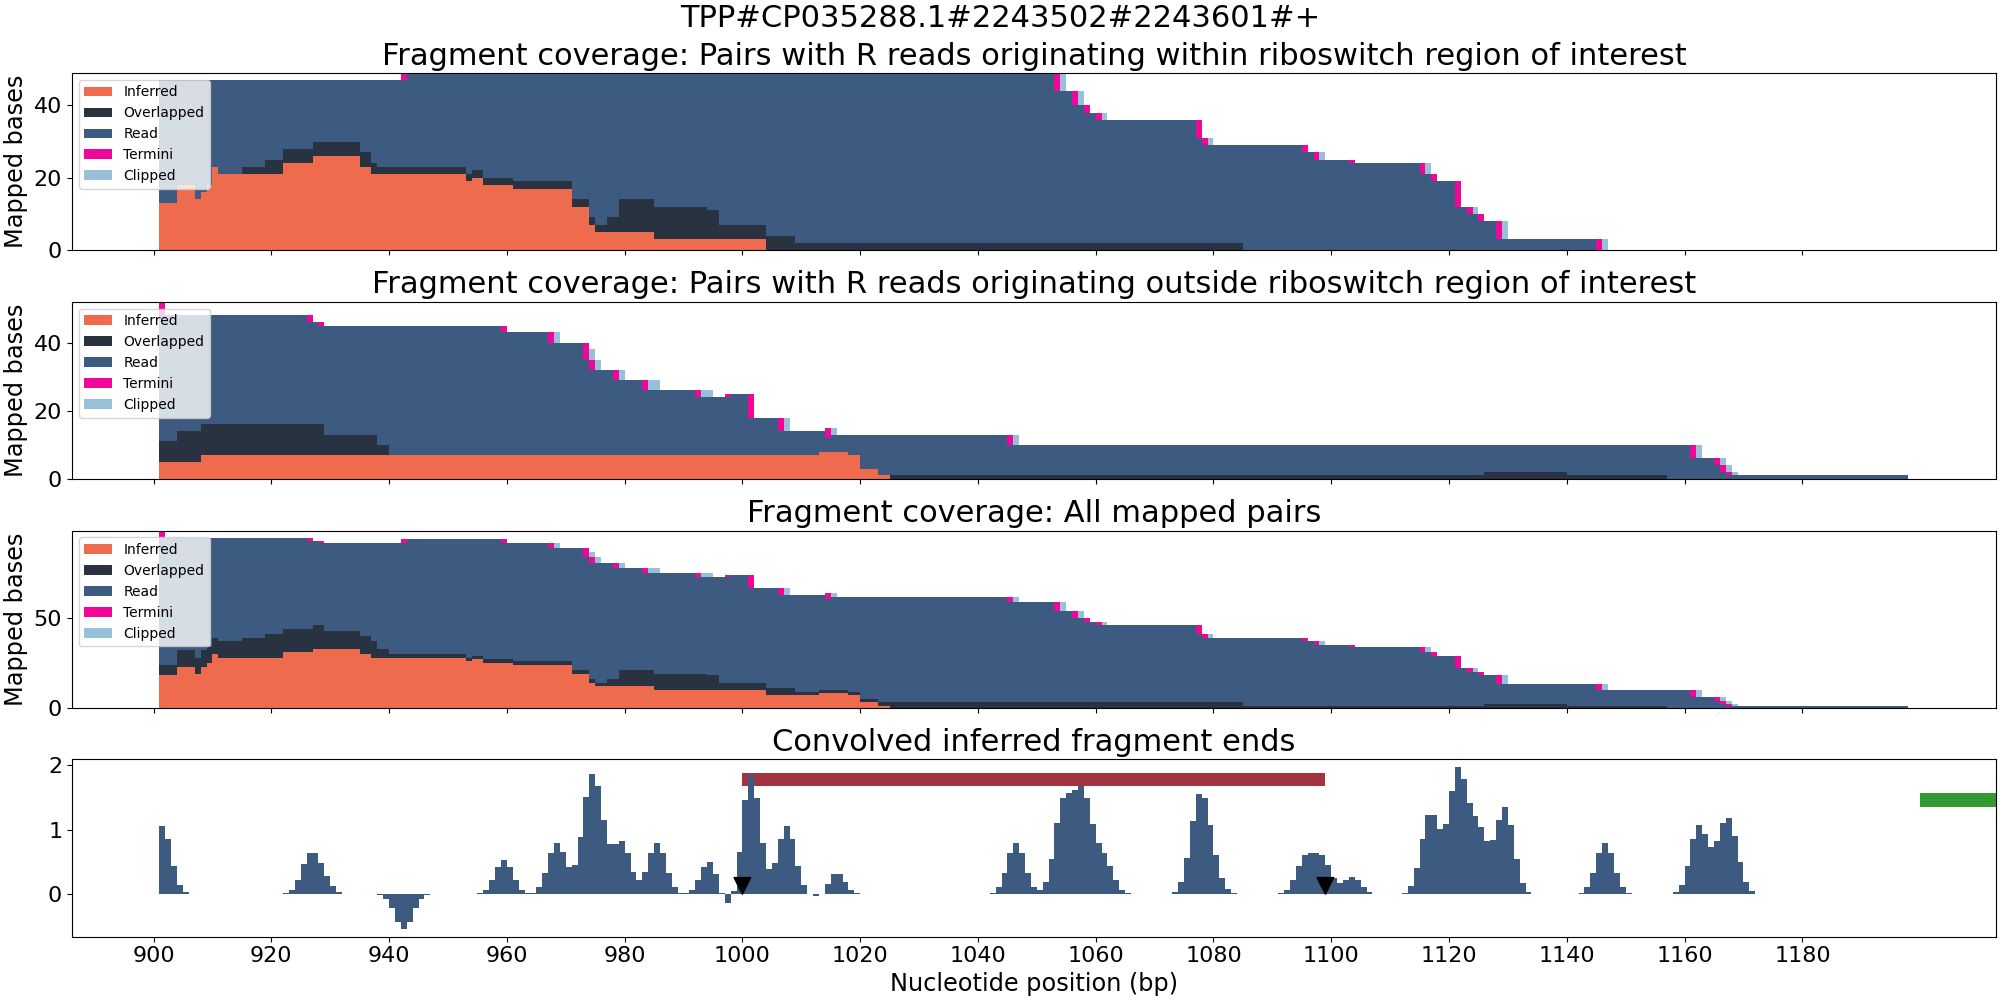 TPP#CP035288.1#2243502#2243601#+
Fragment coverage: Pairs with R reads originating within riboswitch region of interest
Mapped bases
40
20
0
Inferred
Overlapped
Read
Termini
Clipped
Fragment coverage: Pairs with R reads originating outside riboswitch region of interest
Mapped bases
40
20
0
Inferred
Overlapped
Read
Termini
Clipped
Fragment coverage: All mapped pairs
Mapped bases
50
0
Inferred
Overlapped
Read
Termini
Clipped
Convolved inferred fragment ends
2
1
0
900 920 940 960 980 1000 1020 1040 1060 1080 1100 1120 1140 1160 1180
Nucleotide position (bp)